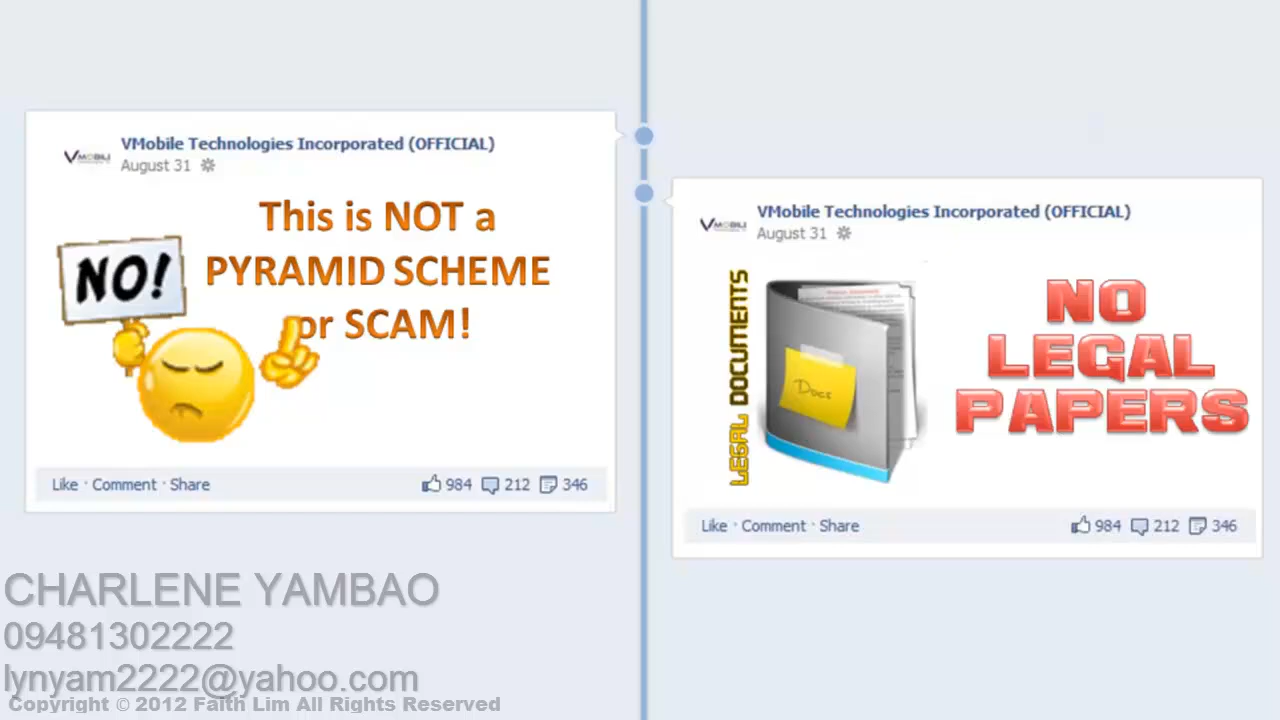 VMobile Technologies Incorporated (OFFICIAL)
August 31
This is NOT a
PYRAMID SCHEME
or SCAM!
NO!
Like · Comment · Share
984 212 346
VMobile Technologies Incorporated (OFFICIAL)
August 31
LEGAL DOCUMENTS
Docs
NO
LEGAL
PAPERS
Like · Comment · Share
984 212 346
CHARLENE YAMBAO
09481302222
lynyam2222@yahoo.com
Copyright © 2012 Faith Lim All Rights Reserved